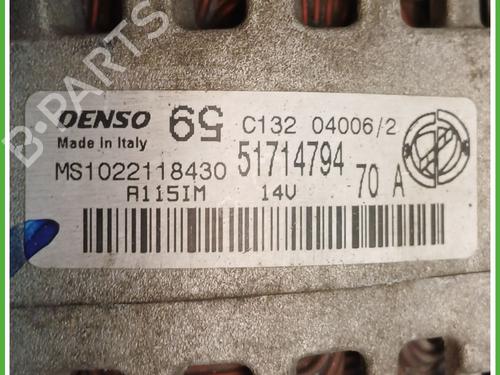 DENSO 59 C132 04006/2
Made in Italy
MS1022118430 51714794 70 A
A115IM 14V
B-PARTS